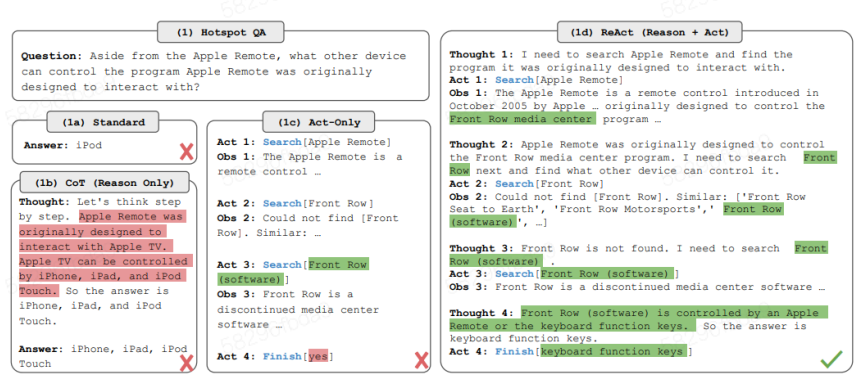 (1) Hotspot QA
Question: Aside from the Apple Remote, what other device
can control the program Apple Remote was originally
designed to interact with?
(1a) Standard
Answer: iPod
(1b) CoT (Reason Only)
Thought: Let's think step
by step. Apple Remote was
originally designed to
interact with Apple TV.
Apple TV can be controlled
by iPhone, iPad, and iPod
Touch. So the answer is
iPhone, iPad, and iPod
Touch.
Answer: iPhone, iPad, iPod
Touch
(1c) Act-Only
Act 1: Search[Apple Remote]
Obs 1: The Apple Remote is a
remote control …
Act 2: Search[Front Row]
Obs 2: Could not find [Front
Row]. Similar: …
Act 3: Search[Front Row
(software)]
Obs 3: Front Row is a
discontinued media center
software …
Act 4: Finish[yes]
(1d) ReAct (Reason + Act)
Thought 1: I need to search Apple Remote and find the
program it was originally designed to interact with.
Act 1: Search[Apple Remote]
Obs 1: The Apple Remote is a remote control introduced in
October 2005 by Apple … originally designed to control the
Front Row media center program …
Thought 2: Apple Remote was originally designed to control
the Front Row media center program. I need to search Front
Row next and find what other device can control it.
Act 2: Search[Front Row]
Obs 2: Could not find [Front Row]. Similar: ['Front Row
Seat to Earth', 'Front Row Motorsports',' Front Row
(software)', …]
Thought 3: Front Row is not found. I need to search Front
Row (software) .
Act 3: Search[Front Row (software)]
Obs 3: Front Row is a discontinued media center software …
Thought 4: Front Row (software) is controlled by an Apple
Remote or the keyboard function keys. So the answer is
keyboard function keys.
Act 4: Finish[keyboard function keys]